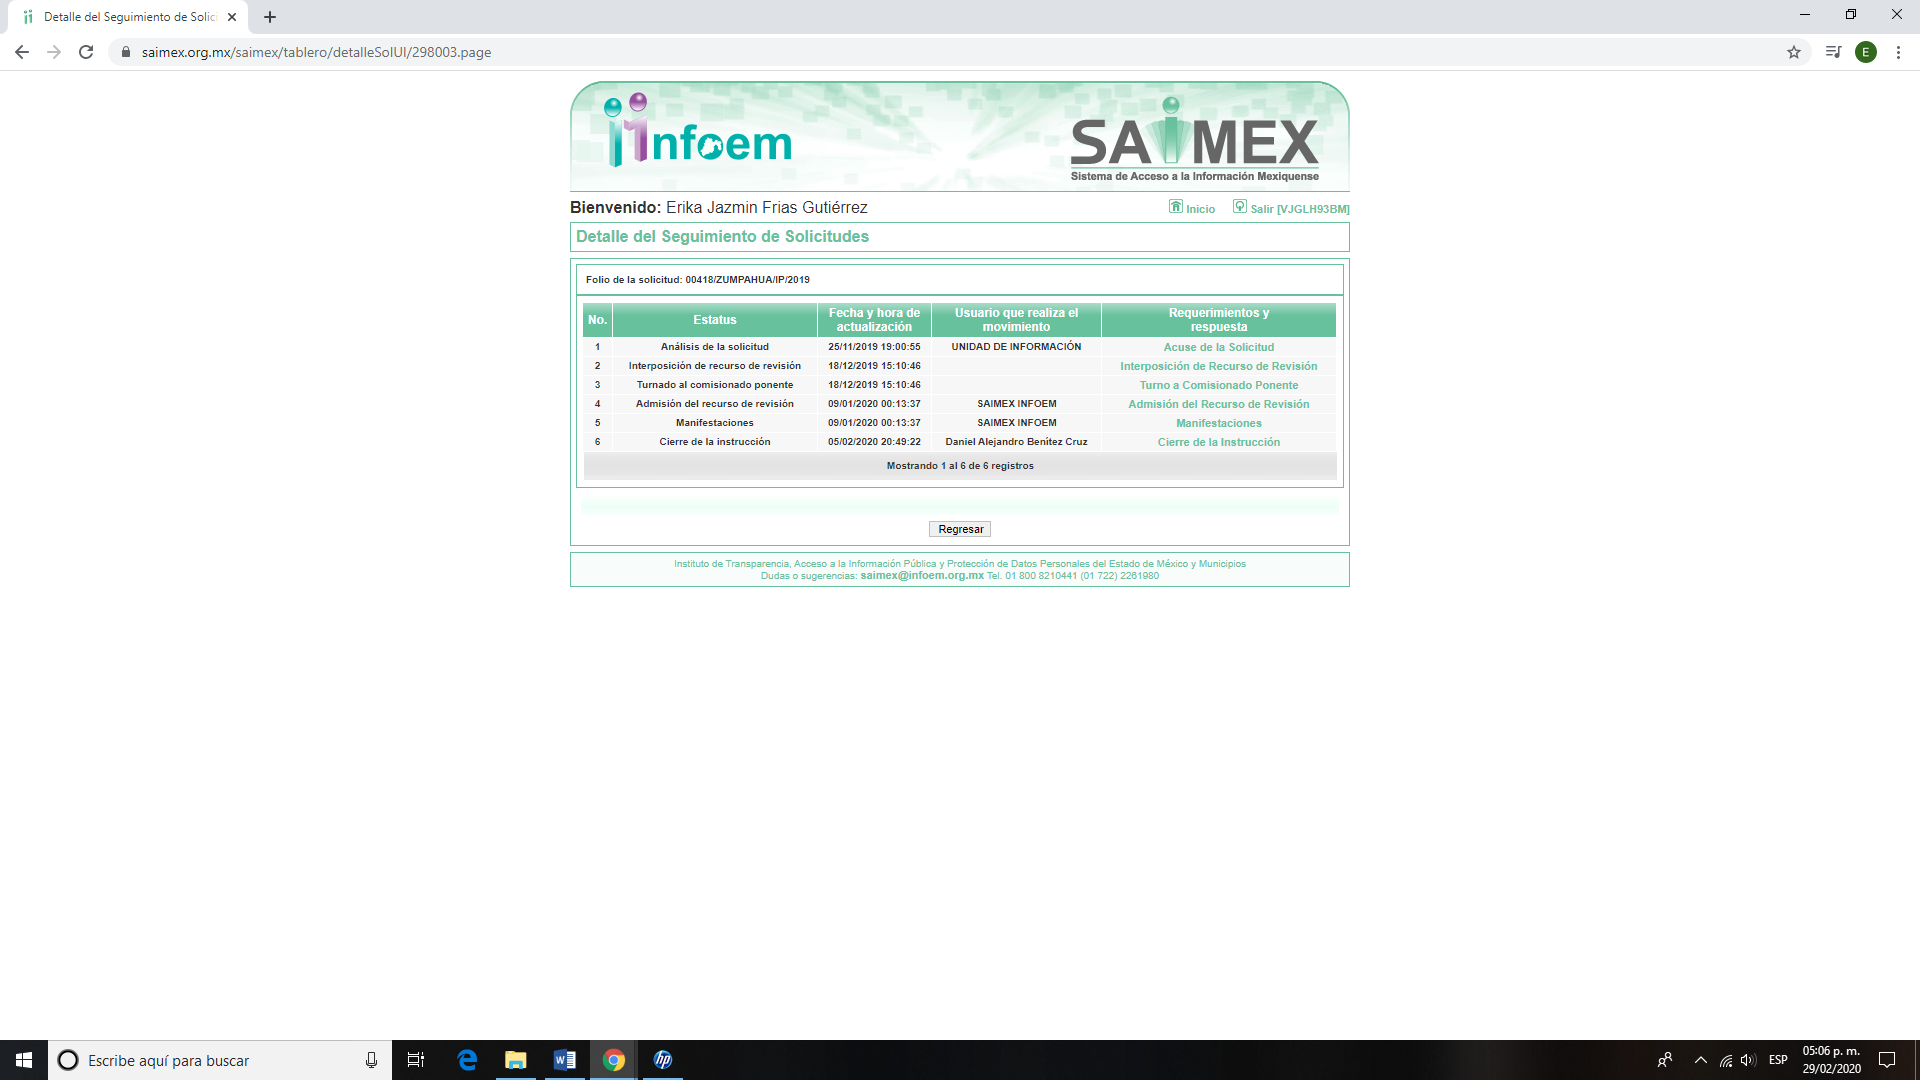 Detalle del Seguimiento de Solici
saimex.org.mx/saimex/tablero/detalleSolUI/298003.page
E
infoem
SAIMEX
Sistema de Acceso a la Información Mexiquense
Bienvenido: Erika Jazmin Frias Gutiérrez
Inicio
Salir [VJGLH93BM]
Detalle del Seguimiento de Solicitudes
Folio de la solicitud: 00418/ZUMPAHUA/IP/2019
No. Estatus Fecha y hora de actualización Usuario que realiza el movimiento Requerimientos y respuesta
1 Análisis de la solicitud 25/11/2019 19:00:55 UNIDAD DE INFORMACIÓN Acuse de la Solicitud
2 Interposición de recurso de revisión 18/12/2019 15:10:46 Interposición de Recurso de Revisión
3 Turnado al comisionado ponente 18/12/2019 15:10:46 Turno a Comisionado Ponente
4 Admisión del recurso de revisión 09/01/2020 00:13:37 SAIMEX INFOEM Admisión del Recurso de Revisión
5 Manifestaciones 09/01/2020 00:13:37 SAIMEX INFOEM Manifestaciones
6 Cierre de la instrucción 05/02/2020 20:49:22 Daniel Alejandro Benítez Cruz Cierre de la Instrucción
Mostrando 1 al 6 de 6 registros
Regresar
Instituto de Transparencia, Acceso a la Información Pública y Protección de Datos Personales del Estado de México y Municipios
Dudas o sugerencias: saimex@infoem.org.mx Tel. 01 800 8210441 (01 722) 2261980
Escribe aquí para buscar
ESP
05:06 p. m.
29/02/2020